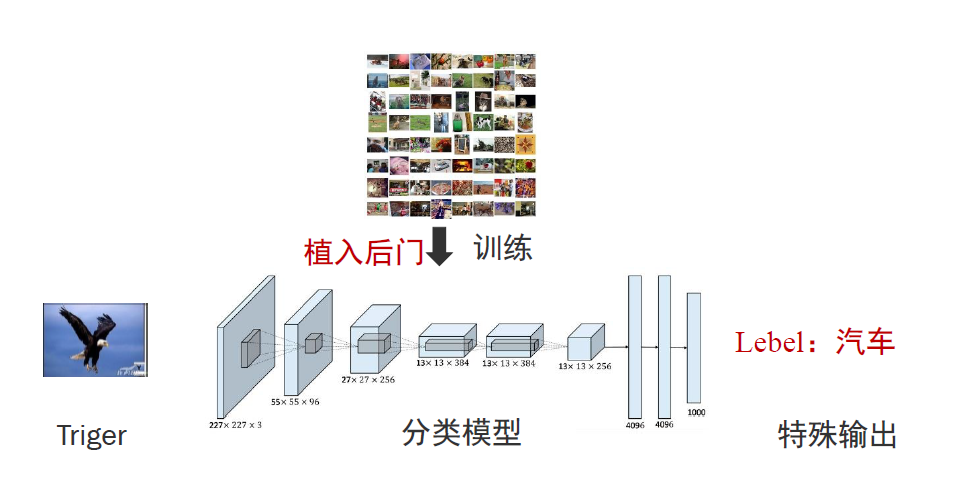 植入后门
训练
Lebel：汽车
13× 13 × 384
13× 13 × 384
13× 13 × 256
27× 27 × 256
55× 55 × 96
1000
227× 227 × 3
4096
4096
Triger
分类模型
特殊输出